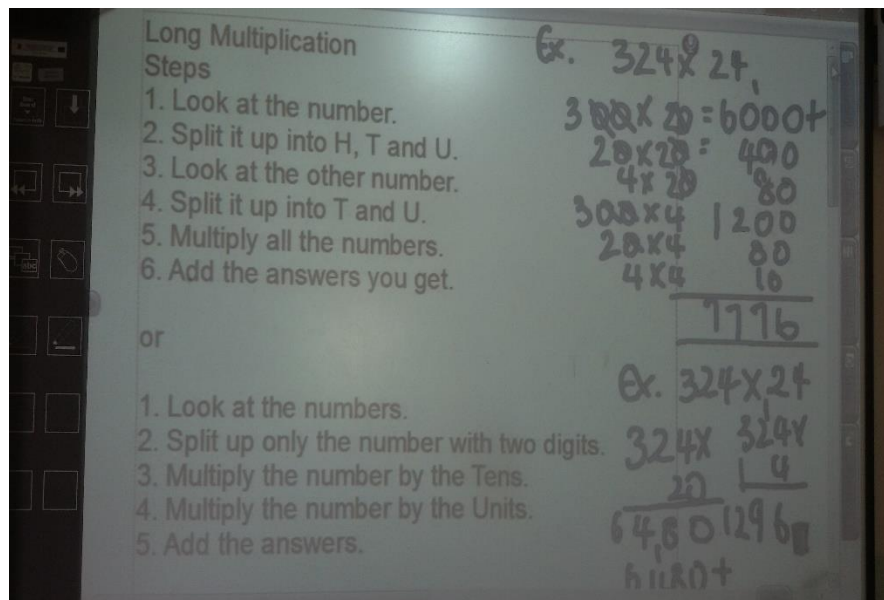 Long Multiplication
Steps
1. Look at the number.
2. Split it up into H, T and U.
3. Look at the other number.
4. Split it up into T and U.
5. Multiply all the numbers.
6. Add the answers you get.
or
1. Look at the numbers.
2. Split up only the number with two digits.
3. Multiply the number by the Tens.
4. Multiply the number by the Units.
5. Add the answers.
Ex. 324 x 24
300 x 20 = 6000+
20 x 20 = 400
4 x 20 80
300 x 4 1200
20 x 4 80
4 x 4 16
7776
Ex. 324 x 24
324x 324x
20 4
6480 1296
6480+